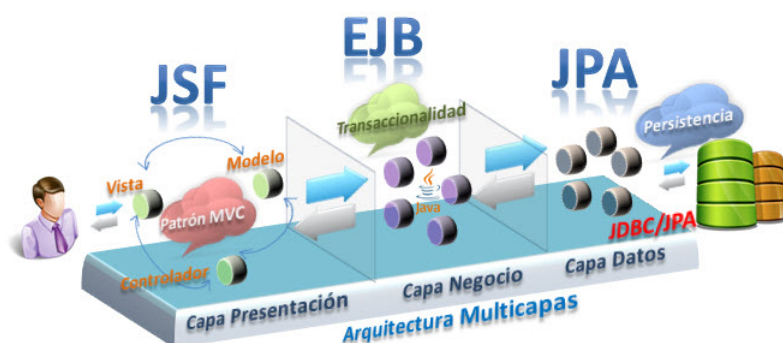 JSF
EJB
JPA
Transaccionalidad
Persistencia
Vista
Modelo
Patrón MVC
Controlador
Java
JDBC/JPA
Capa Presentación
Capa Negocio
Capa Datos
Arquitectura Multicapas